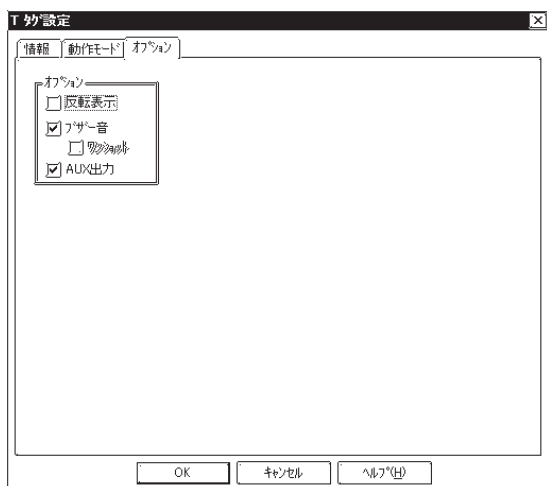 T ﾀｸﾞ設定
情報 動作ﾓｰﾄﾞ ｵﾌﾟｼｮﾝ
ｵﾌﾟｼｮﾝ
反転表示
ﾌﾞｻﾞｰ音
ﾜﾝｼｮｯﾄ
AUX出力
OK ｷｬﾝｾﾙ ﾍﾙﾌﾟ(H)